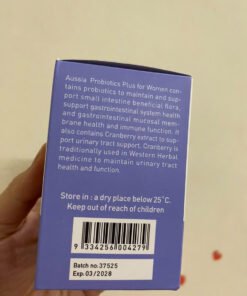 Aussia Probiotics Plus for Women con-
tains probiotics to maintain and sup-
port small intestine beneficial flora,
support gastrointestinal system health
and gastrointestinal mucosal mem-
brane health and immune function. It
also contains Cranberry extract to sup-
port urinary tract support. Cranberry is
traditionally used in Western Herbal
medicine to maintain urinary tract
health and function.
Store in : a dry place below 25°C.
Keep out of reach of children
9 334256 004279
Batch no: 37525
Exp. 03/2028